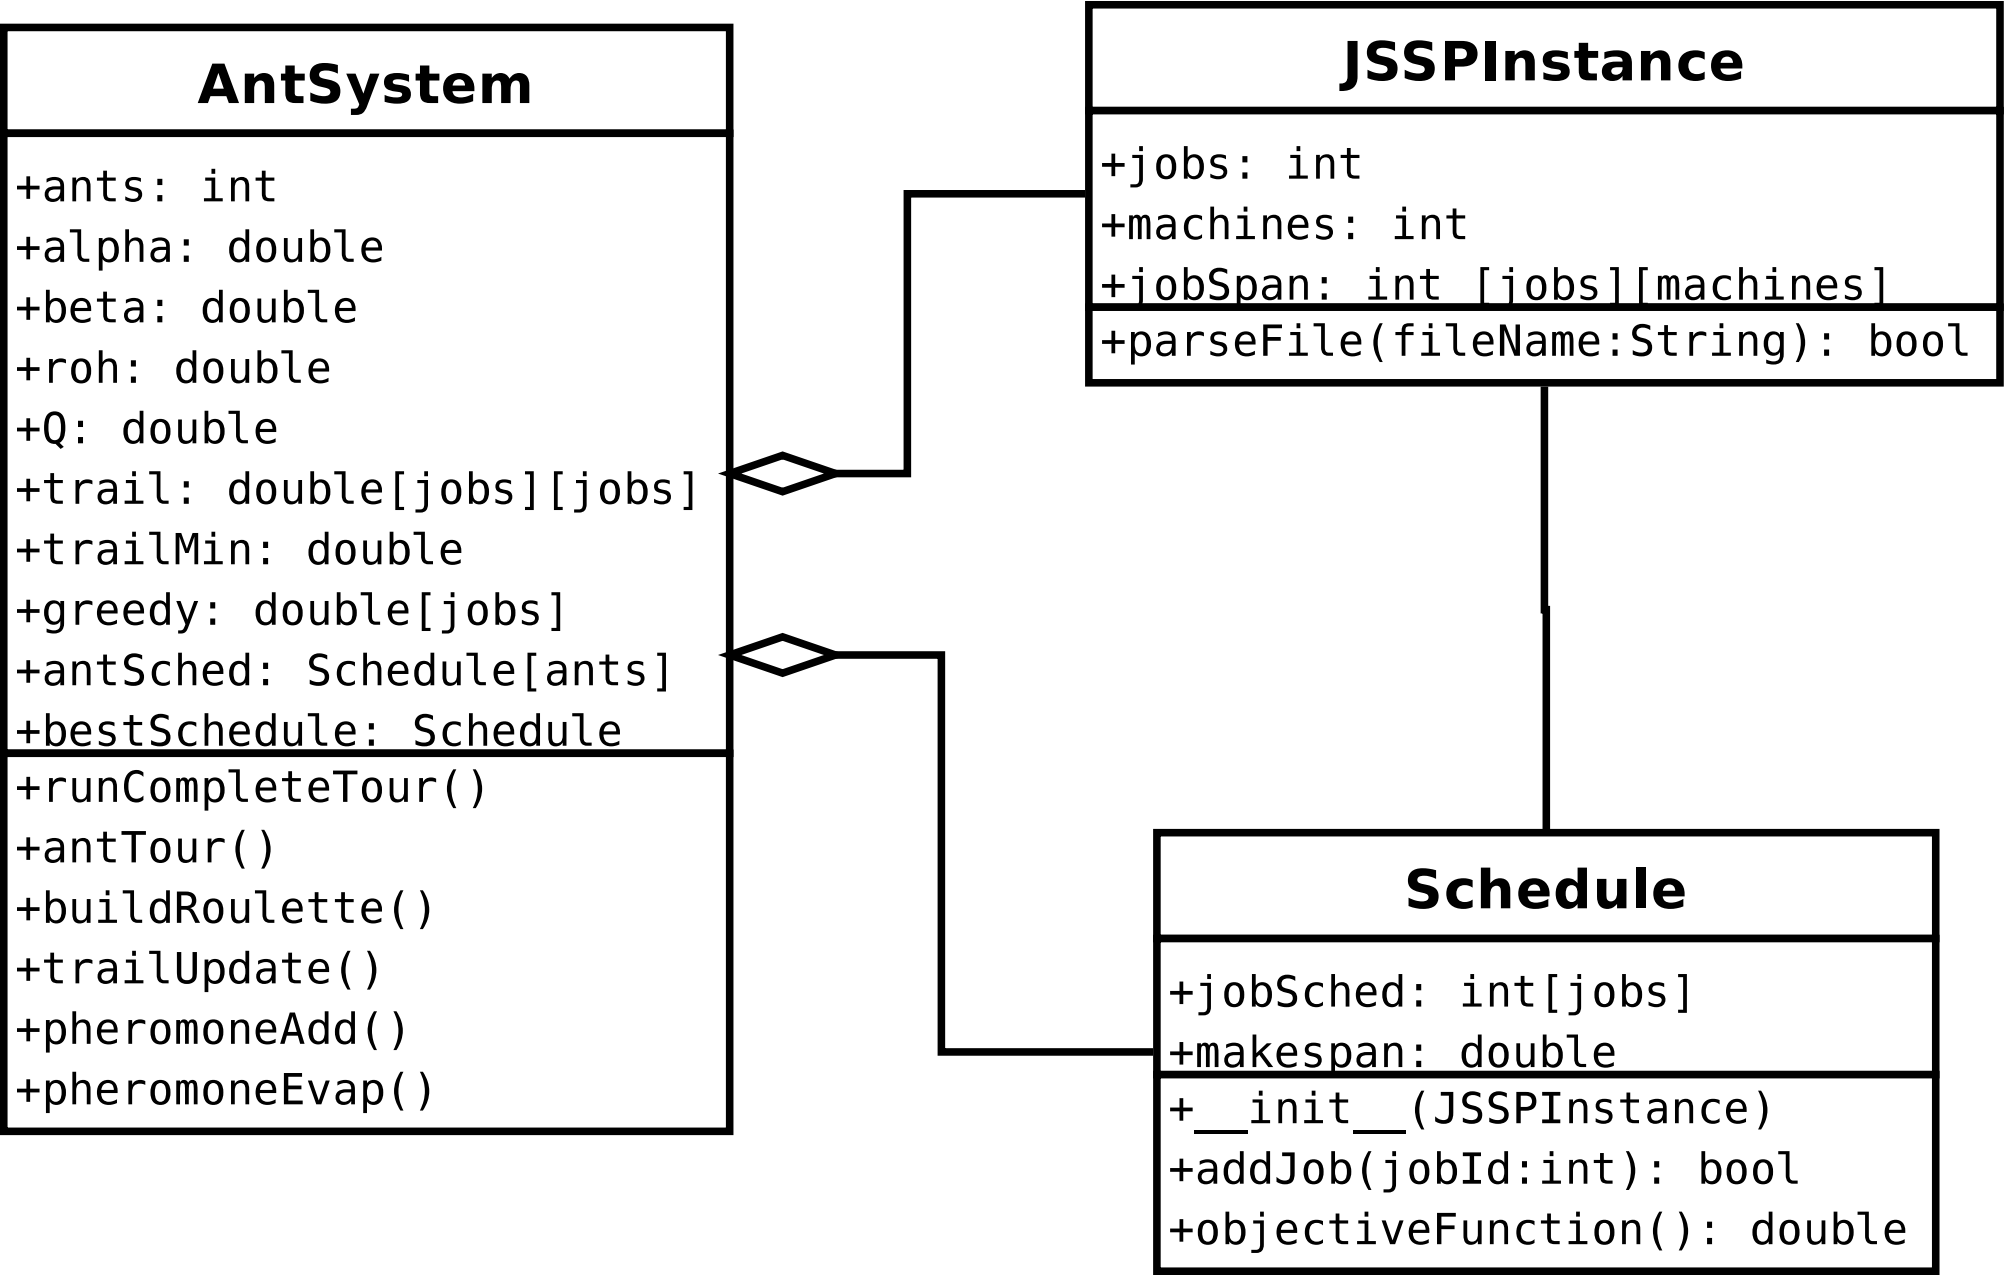 AntSystem
+ants: int
+alpha: double
+beta: double
+roh: double
+Q: double
+trail: double[jobs][jobs]
+trailMin: double
+greedy: double[jobs]
+antSched: Schedule[ants]
+bestSchedule: Schedule
+runCompleteTour()
+antTour()
+buildRoulette()
+trailUpdate()
+pheromoneAdd()
+pheromoneEvap()
JSSPInstance
+jobs: int
+machines: int
+jobSpan: int [jobs][machines]
+parseFile(fileName:String): bool
Schedule
+jobSched: int[jobs]
+makespan: double
+__init__(JSSPInstance)
+addJob(jobId:int): bool
+objectiveFunction(): double